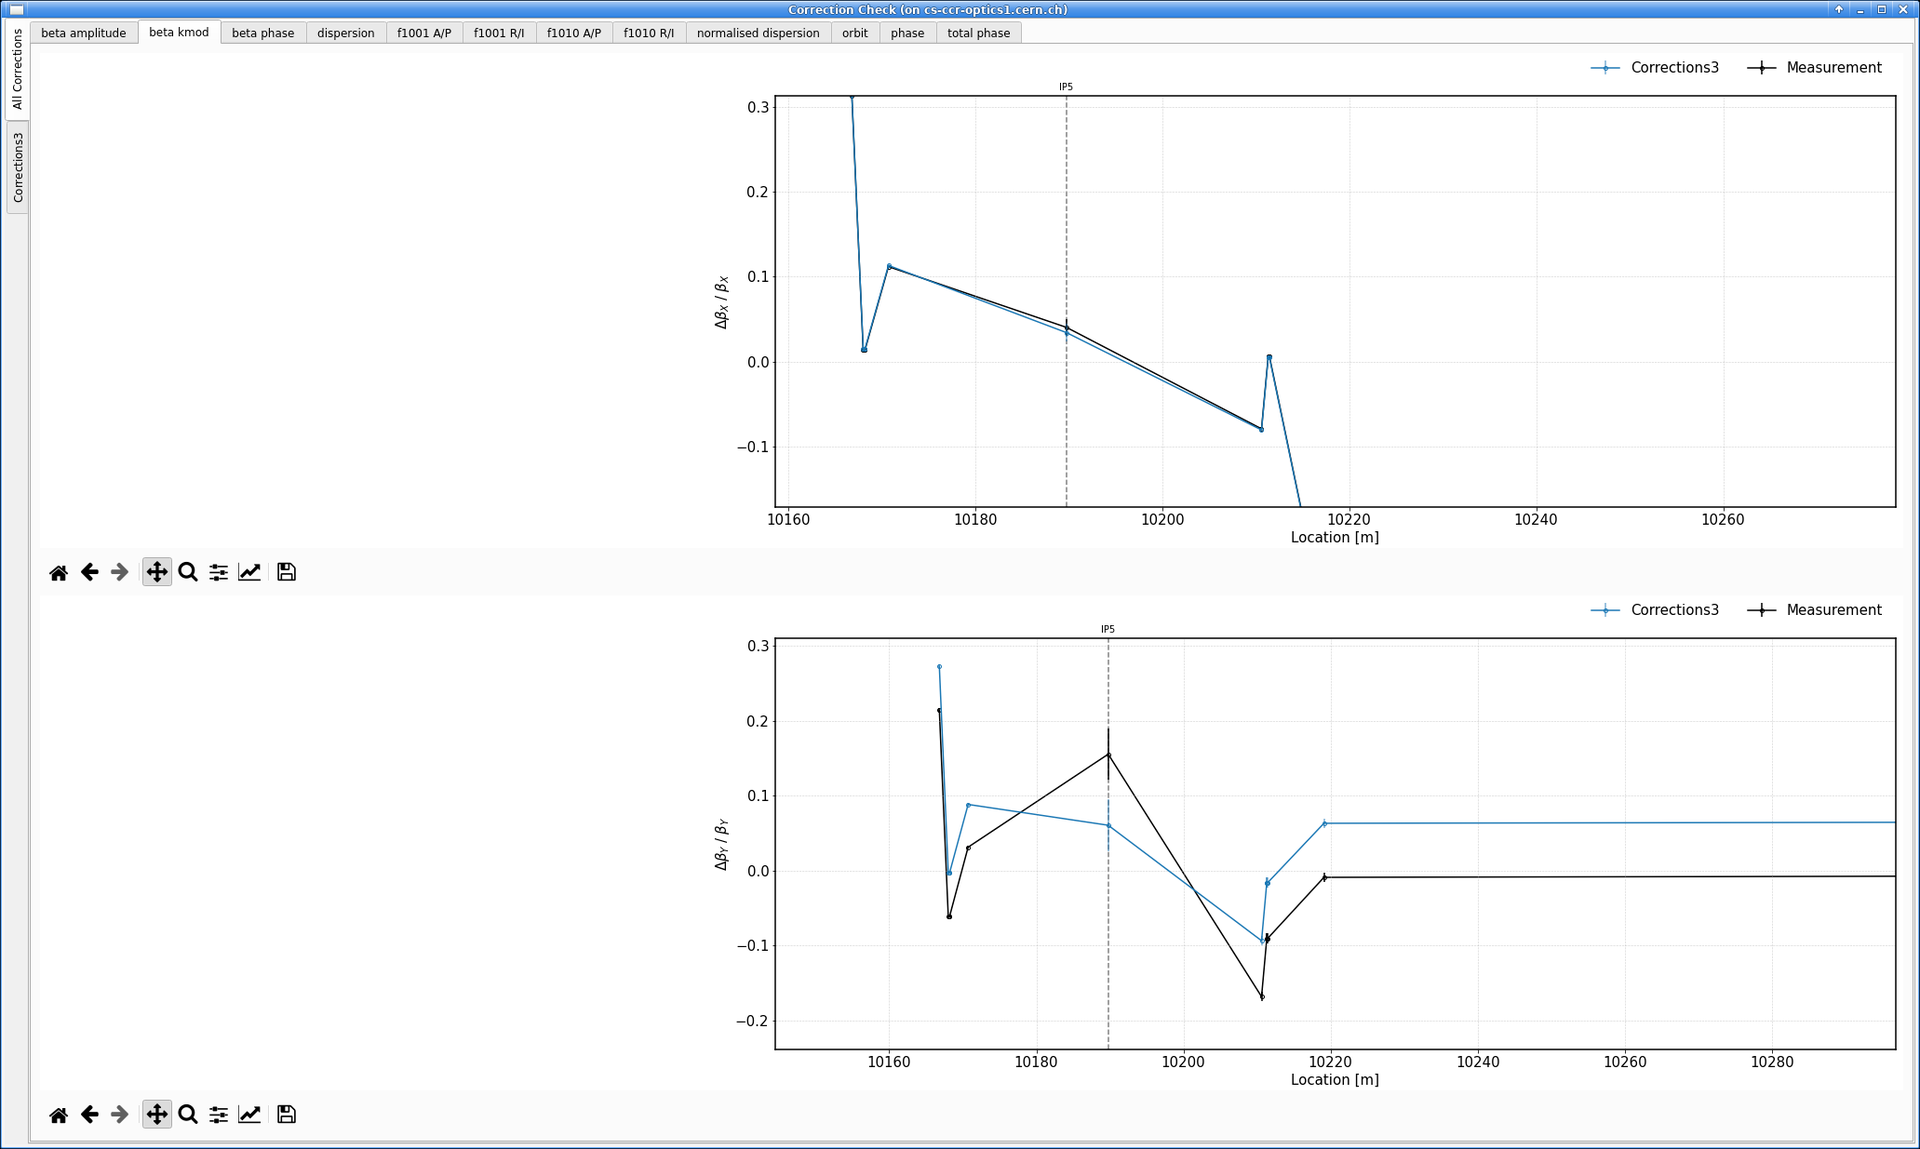 Correction Check (on cs-ccr-optics1.cern.ch)
beta amplitude beta kmod beta phase dispersion f1001 A/P f1001 R/I f1010 A/P f1010 R/I normalised dispersion orbit phase total phase
All Corrections
Corrections3
Corrections3 Measurement
IP5
0.3
0.2
0.1
0.0
−0.1
Δβ_X / β_X
10160 10180 10200 10220 10240 10260
Location [m]
Corrections3 Measurement
IP5
0.3
0.2
0.1
0.0
−0.1
−0.2
Δβ_Y / β_Y
10160 10180 10200 10220 10240 10260 10280
Location [m]